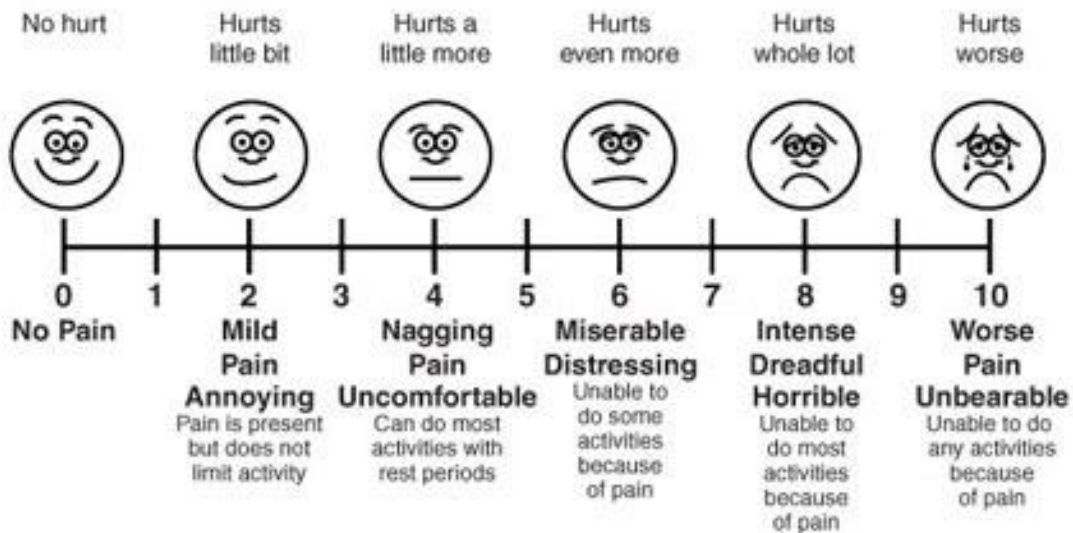 No hurt
Hurts
little bit
Hurts a
little more
Hurts
even more
Hurts
whole lot
Hurts
worse
0 1 2 3 4 5 6 7 8 9 10
No Pain
Mild
Pain
Annoying
Pain is present
but does not
limit activity
Nagging
Pain
Uncomfortable
Can do most
activities with
rest periods
Miserable
Distressing
Unable to
do some
activities
because
of pain
Intense
Dreadful
Horrible
Unable to
do most
activities
because
of pain
Worse
Pain
Unbearable
Unable to do
any activities
because
of pain